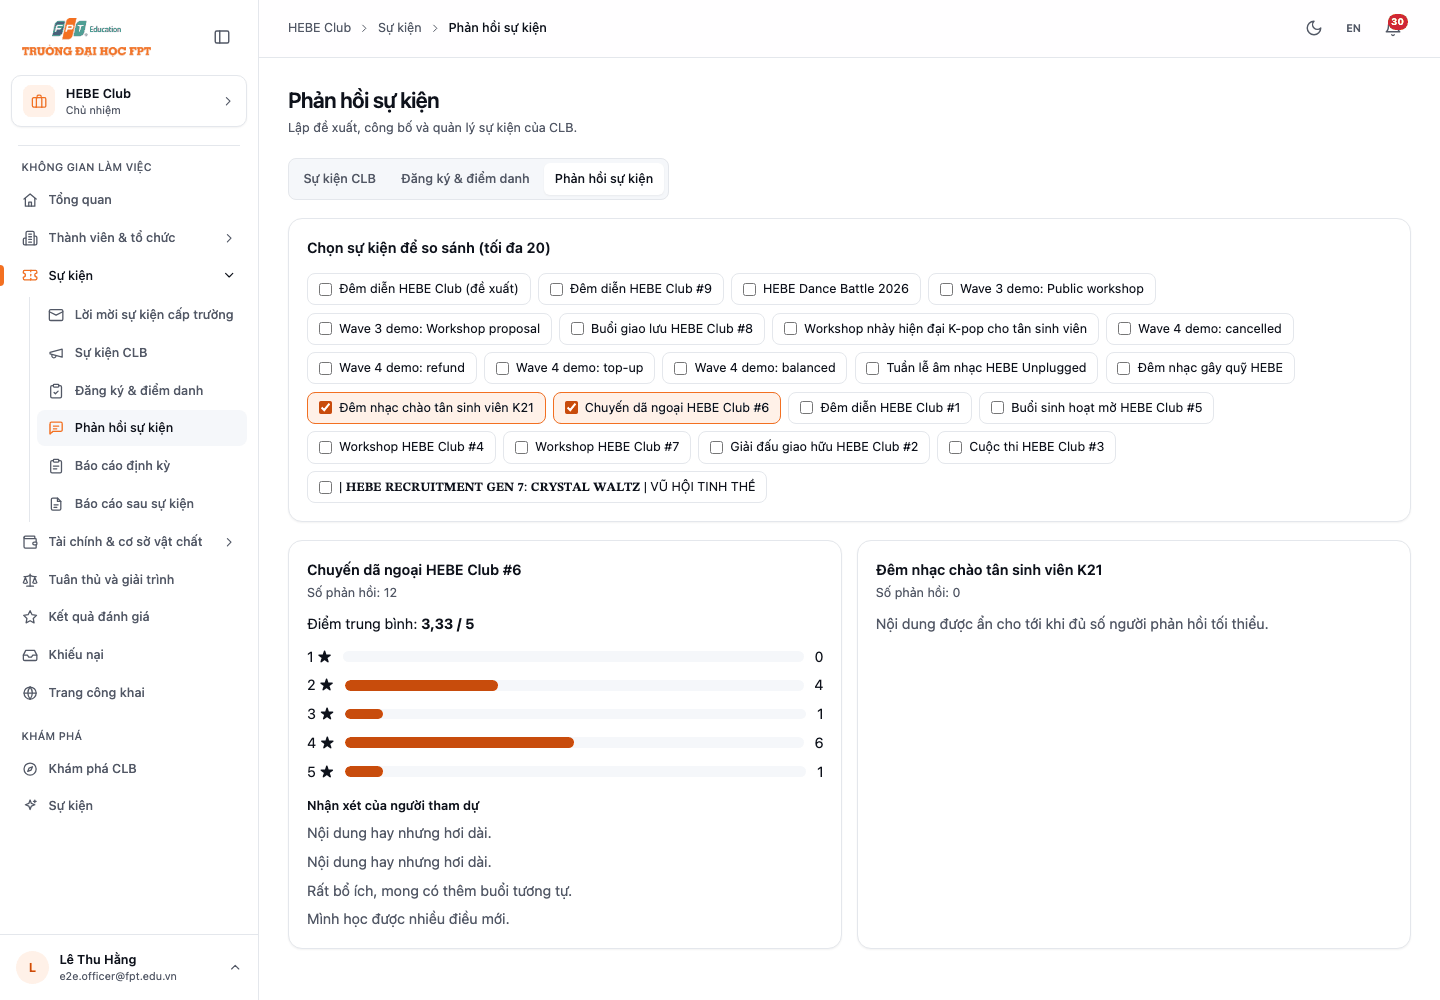 FPT Education
TRƯỜNG ĐẠI HỌC FPT
HEBE Club
Chủ nhiệm
KHÔNG GIAN LÀM VIỆC
Tổng quan
Thành viên & tổ chức
Sự kiện
Lời mời sự kiện cấp trường
Sự kiện CLB
Đăng ký & điểm danh
Phản hồi sự kiện
Báo cáo định kỳ
Báo cáo sau sự kiện
Tài chính & cơ sở vật chất
Tuân thủ và giải trình
Kết quả đánh giá
Khiếu nại
Trang công khai
KHÁM PHÁ
Khám phá CLB
Sự kiện
L
Lê Thu Hằng
e2e.officer@fpt.edu.vn
HEBE Club > Sự kiện > Phản hồi sự kiện
EN
30
Phản hồi sự kiện
Lập đề xuất, công bố và quản lý sự kiện của CLB.
Sự kiện CLB Đăng ký & điểm danh Phản hồi sự kiện
Chọn sự kiện để so sánh (tối đa 20)
Đêm diễn HEBE Club (đề xuất) Đêm diễn HEBE Club #9 HEBE Dance Battle 2026 Wave 3 demo: Public workshop
Wave 3 demo: Workshop proposal Buổi giao lưu HEBE Club #8 Workshop nhảy hiện đại K-pop cho tân sinh viên Wave 4 demo: cancelled
Wave 4 demo: refund Wave 4 demo: top-up Wave 4 demo: balanced Tuần lễ âm nhạc HEBE Unplugged Đêm nhạc gây quỹ HEBE
Đêm nhạc chào tân sinh viên K21 Chuyến dã ngoại HEBE Club #6 Đêm diễn HEBE Club #1 Buổi sinh hoạt mở HEBE Club #5
Workshop HEBE Club #4 Workshop HEBE Club #7 Giải đấu giao hữu HEBE Club #2 Cuộc thi HEBE Club #3
| HEBE RECRUITMENT GEN 7: CRYSTAL WALTZ | VŨ HỘI TINH THỂ
Chuyến dã ngoại HEBE Club #6
Số phản hồi: 12
Điểm trung bình: 3,33 / 5
1 ★ 0
2 ★ 4
3 ★ 1
4 ★ 6
5 ★ 1
Nhận xét của người tham dự
Nội dung hay nhưng hơi dài.
Nội dung hay nhưng hơi dài.
Rất bổ ích, mong có thêm buổi tương tự.
Mình học được nhiều điều mới.
Đêm nhạc chào tân sinh viên K21
Số phản hồi: 0
Nội dung được ẩn cho tới khi đủ số người phản hồi tối thiểu.